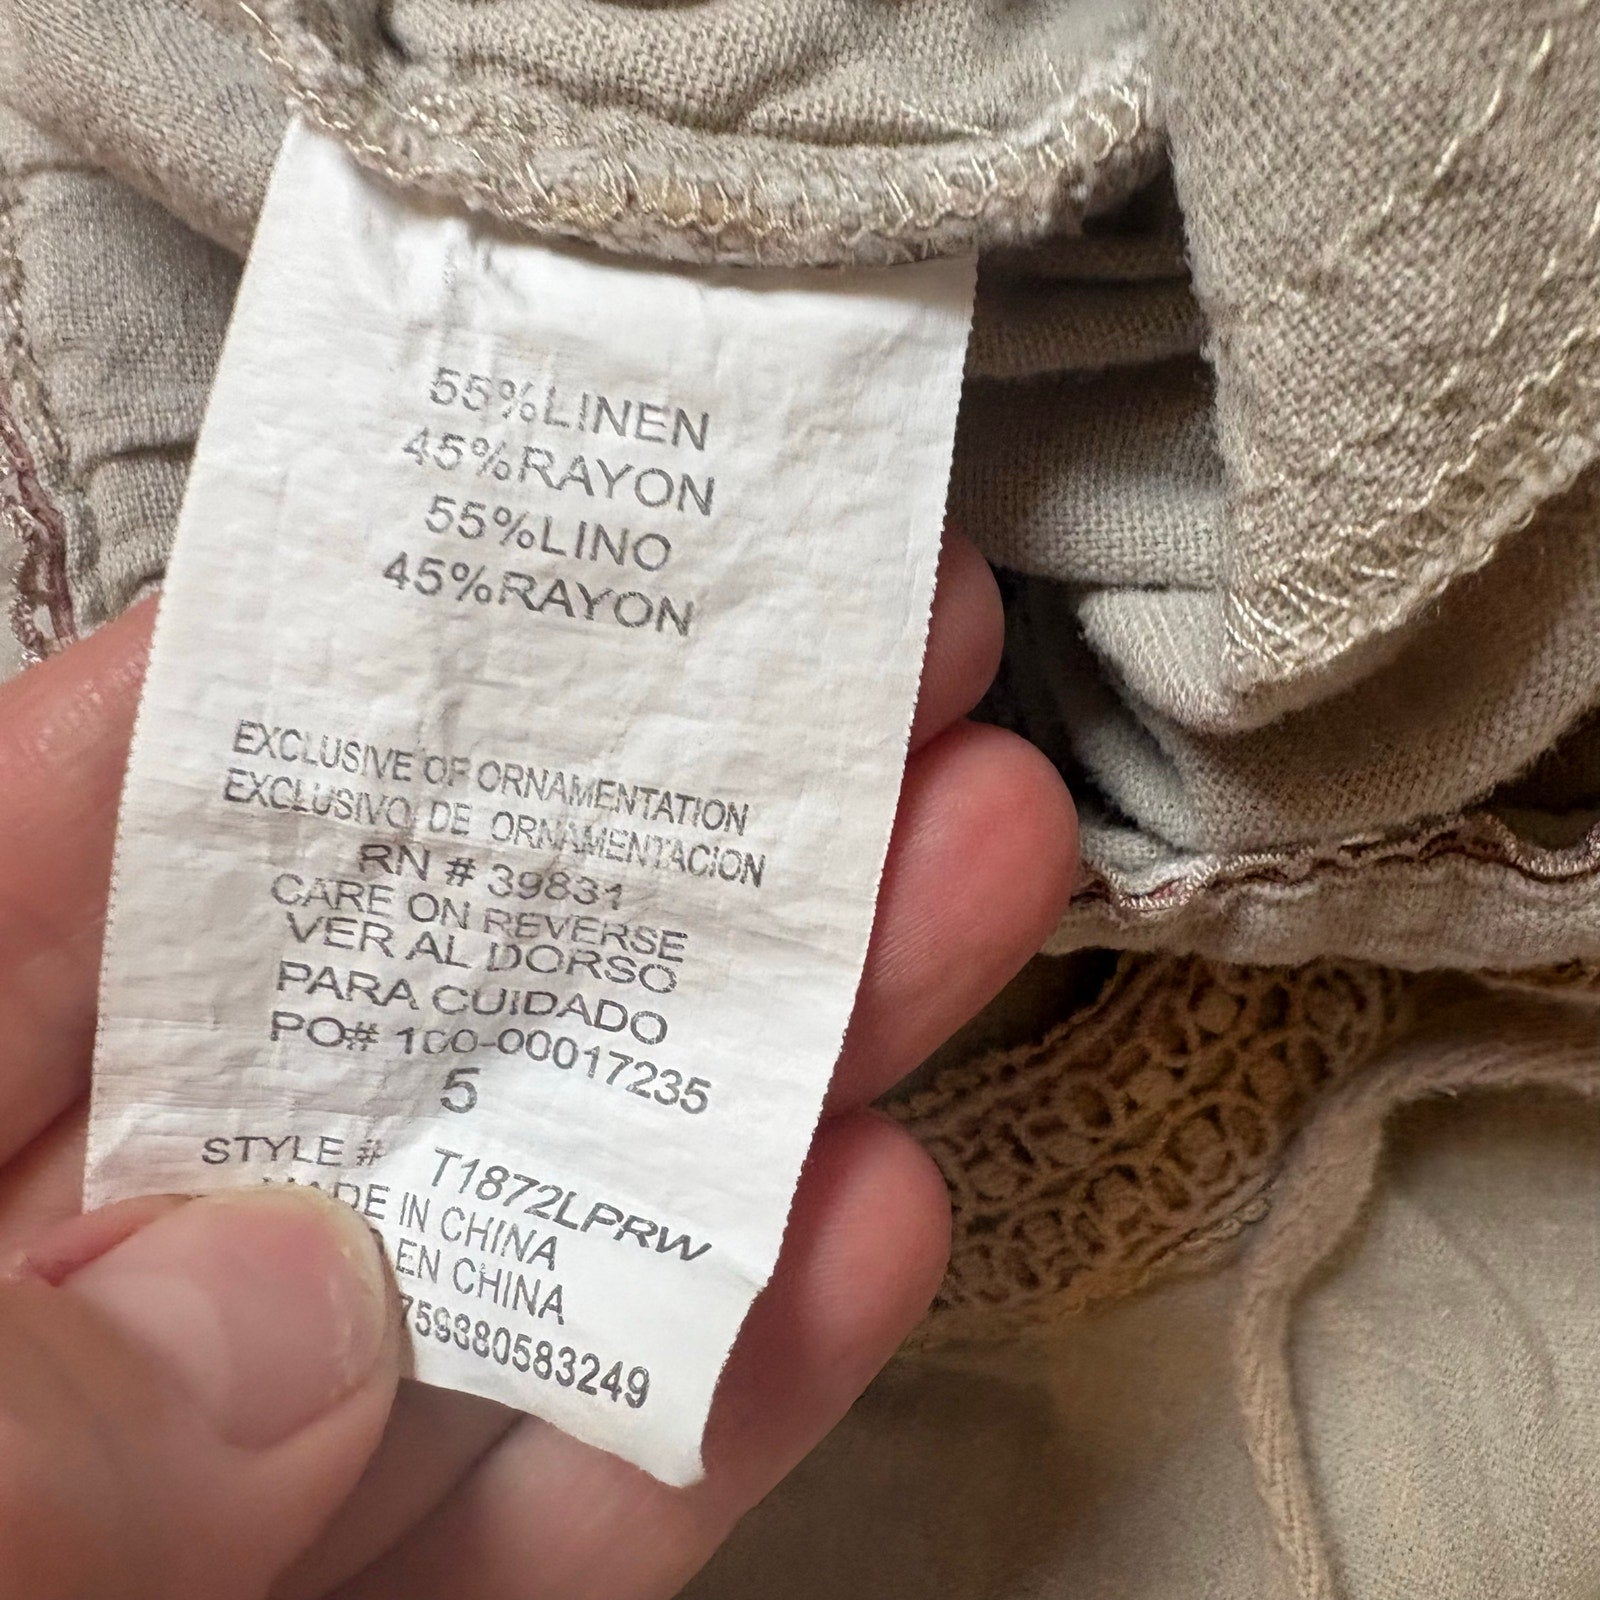 55%LINEN
45%RAYON
55%LINO
45%RAYON
EXCLUSIVE OF ORNAMENTATION
EXCLUSIVO DE ORNAMENTACION
RN # 39831
CARE ON REVERSE
VER AL DORSO
PARA CUIDADO
PO# 100-00017235
5
STYLE # T1872LPRW
MADE IN CHINA
EN CHINA
759380583249